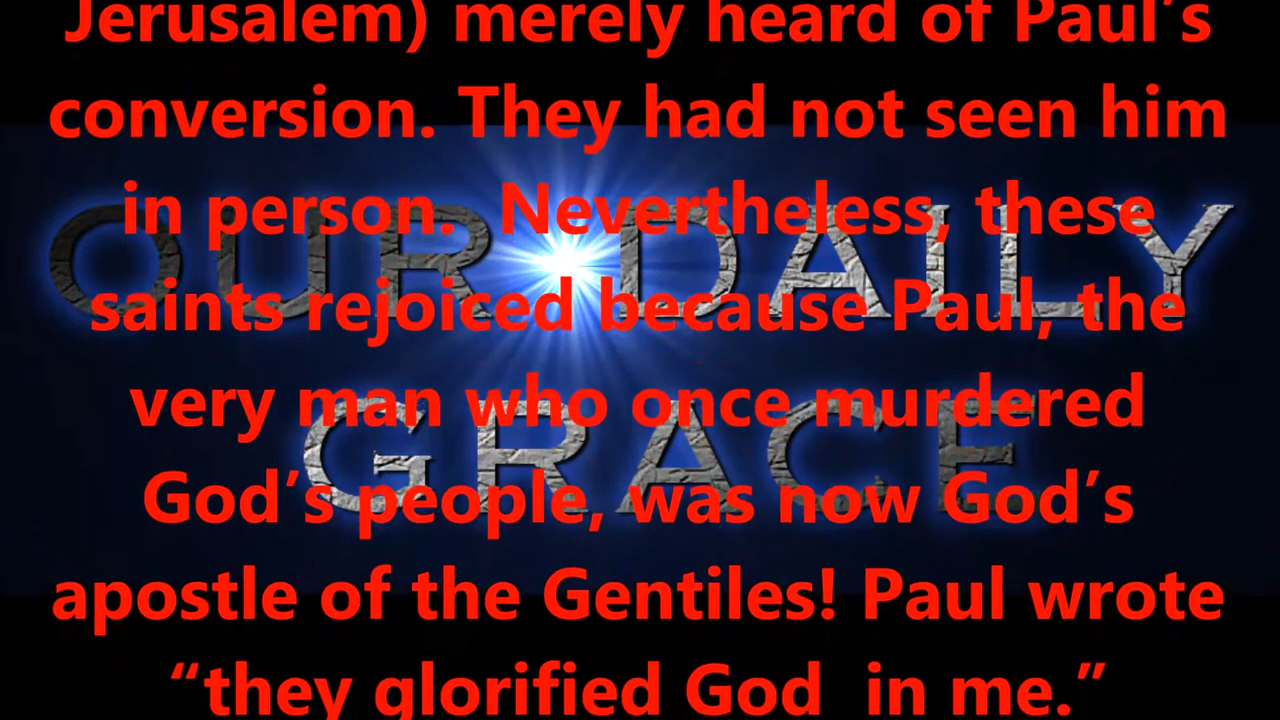 Jerusalem) merely heard of Paul’s
conversion. They had not seen him
in person.  Nevertheless, these
saints rejoiced because Paul, the
very man who once murdered
God’s people, was now God’s
apostle of the Gentiles! Paul wrote
“they glorified God  in me.”
OUR DAILY
GRACE